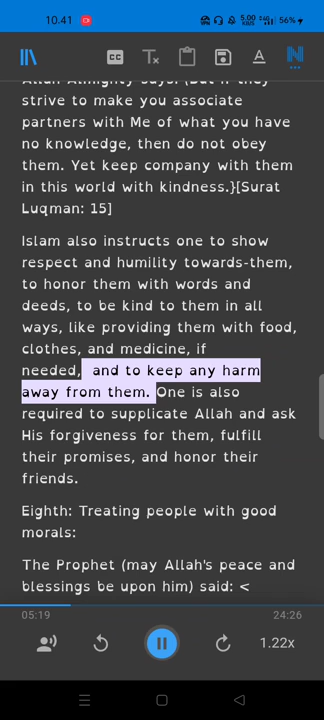 10.41
5.00
KB/S
56%
CC
Allah Almighty says: {But if they
strive to make you associate
partners with Me of what you have
no knowledge, then do not obey
them. Yet keep company with them
in this world with kindness.}[Surat
Luqman: 15]
Islam also instructs one to show
respect and humility towards-them,
to honor them with words and
deeds, to be kind to them in all
ways, like providing them with food,
clothes, and medicine, if
needed, and to keep any harm
away from them. One is also
required to supplicate Allah and ask
His forgiveness for them, fulfill
their promises, and honor their
friends.
Eighth: Treating people with good
morals:
The Prophet (may Allah's peace and
blessings be upon him) said: <
05:19
24:26
1.22x